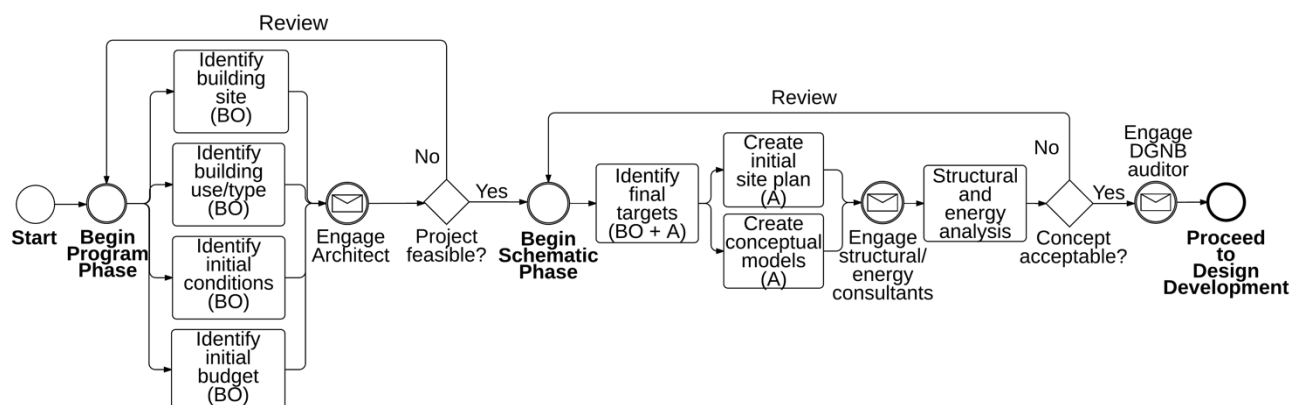 Review
Identify
building
site
(BO)
Identify
building
use/type
(BO)
Identify initial
conditions
(BO)
Identify
initial
budget
(BO)
Start
Begin
Program
Phase
Engage
Architect
No
Yes
Project
feasible?
Review
Begin
Schematic
Phase
Identify
final
targets
(BO + A)
Create
initial
site plan
(A)
Create
conceptual
models
(A)
Engage
structural/
energy
consultants
Structural
and
energy
analysis
No
Yes
Concept
acceptable?
Engage
DGNB
auditor
Proceed
to
Design
Development